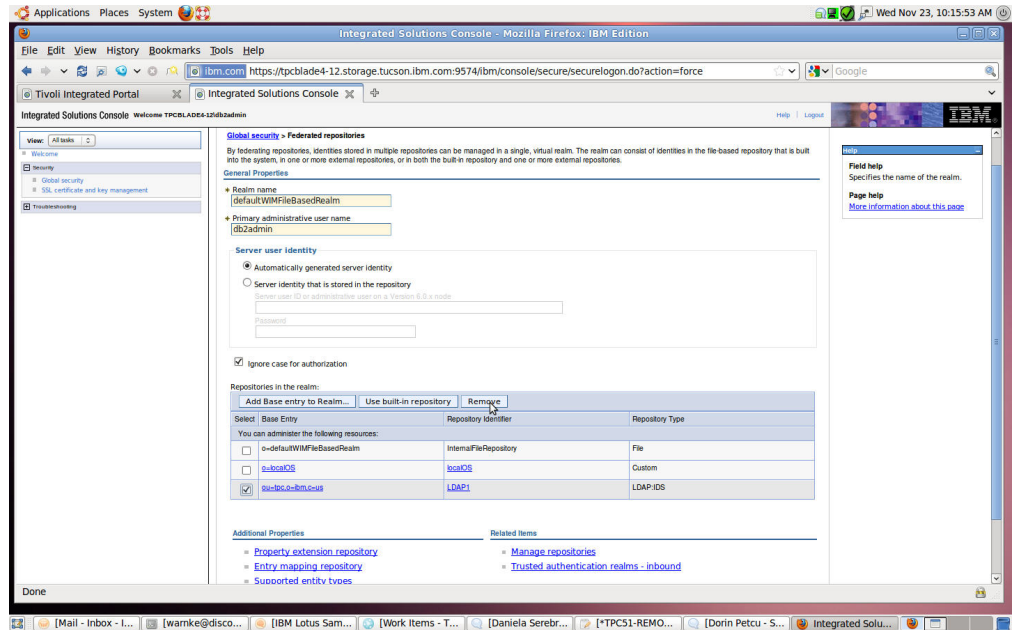 Applications Places System
Wed Nov 23, 10:15:53 AM
Integrated Solutions Console - Mozilla Firefox: IBM Edition
File Edit View History Bookmarks Tools Help
ibm.com https://tpcblade4-12.storage.tucson.ibm.com:9574/ibm/console/secure/securelogon.do?action=force
Google
Tivoli Integrated Portal
Integrated Solutions Console
Integrated Solutions Console Welcome TPCBLADE4-12\db2admin
Help | Logout
IBM.
View: All tasks
Welcome
Security
Global security
SSL certificate and key management
Troubleshooting
Global security > Federated repositories
By federating repositories, identities stored in multiple repositories can be managed in a single, virtual realm. The realm can consist of identities in the file-based repository that is built
into the system, in one or more external repositories, or in both the built-in repository and one or more external repositories.
General Properties
* Realm name
defaultWIMFileBasedRealm
* Primary administrative user name
db2admin
Server user identity
Automatically generated server identity
Server identity that is stored in the repository
Server user ID or administrative user on a Version 6.0.x node
Password
Ignore case for authorization
Repositories in the realm:
Add Base entry to Realm... Use built-in repository Remove
Select Base Entry Repository Identifier Repository Type
You can administer the following resources:
o=defaultWIMFileBasedRealm InternalFileRepository File
o=localOS localOS Custom
ou=tpc,o=ibm,c=us LDAP1 LDAP:IDS
Additional Properties
Property extension repository
Entry mapping repository
Supported entity types
Related Items
Manage repositories
Trusted authentication realms - inbound
Help
Field help
Specifies the name of the realm.
Page help
More information about this page
Done
[Mail - Inbox - I... [warnke@disco... [IBM Lotus Sam... [Work Items - T... [Daniela Serebr... [*TPC51-REMO... [Dorin Petcu - S... Integrated Solu...